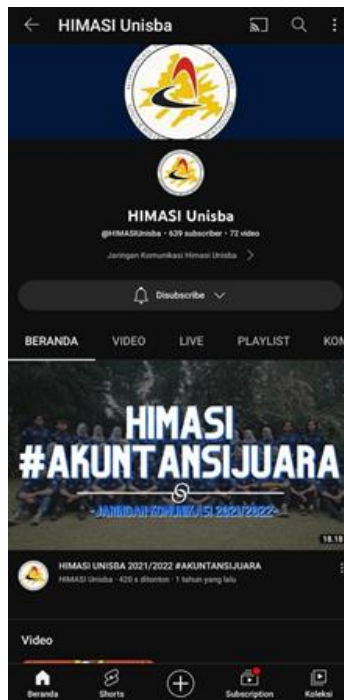 HIMASI Unisba
HIMASI Unisba
@HIMASIUnisba • 639 subscriber • 72 video
Jaringan Komunikasi Himasi Unisba
Disubscribe
BERANDA VIDEO LIVE PLAYLIST KOM
HIMASI
#AKUNTANSIJUARA
-JARINGAN KOMUNIKASI 2021/2022-
18.18
HIMASI UNISBA 2021/2022 #AKUNTANSIJUARA
HIMASI Unisba • 420 x ditonton • 1 tahun yang lalu
Video
Beranda Shorts Subscription Koleksi